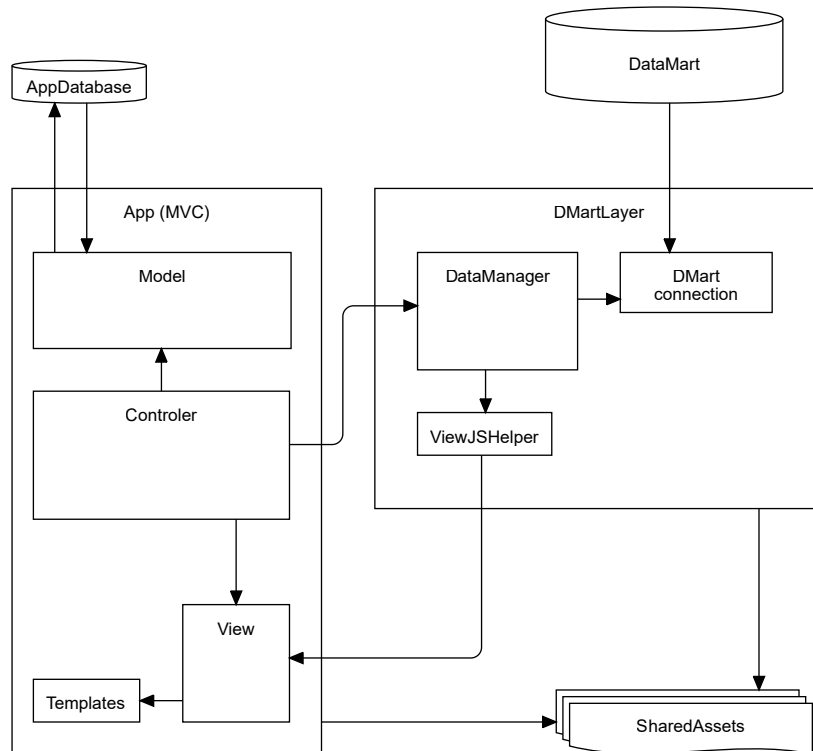 DataMart
AppDatabase
App (MVC)
DMartLayer
Model
DataManager
DMart
connection
Controler
ViewJSHelper
View
Templates
SharedAssets